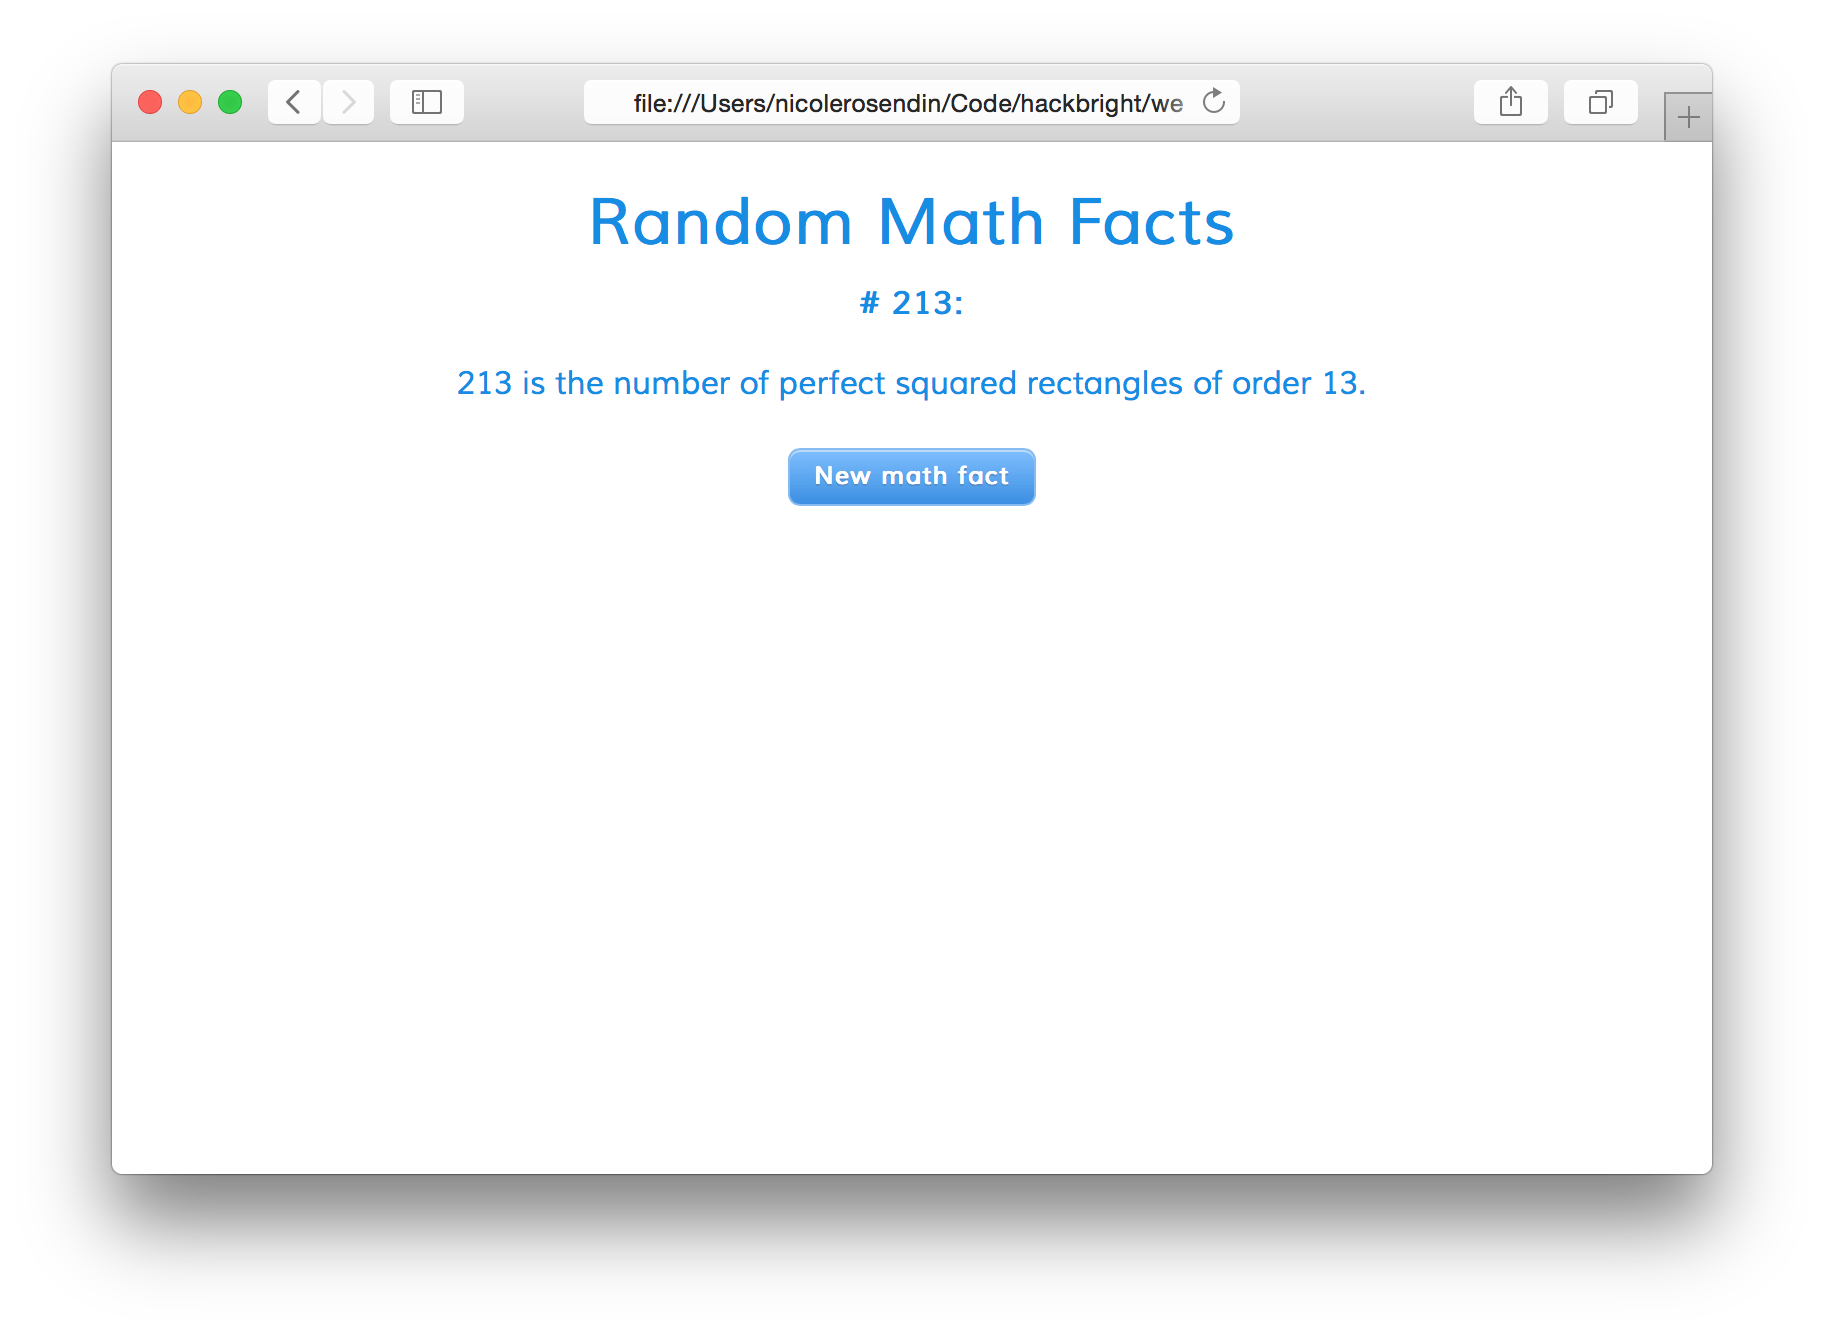 file:///Users/nicolerosendin/Code/hackbright/we
Random Math Facts
# 213:
213 is the number of perfect squared rectangles of order 13.
New math fact